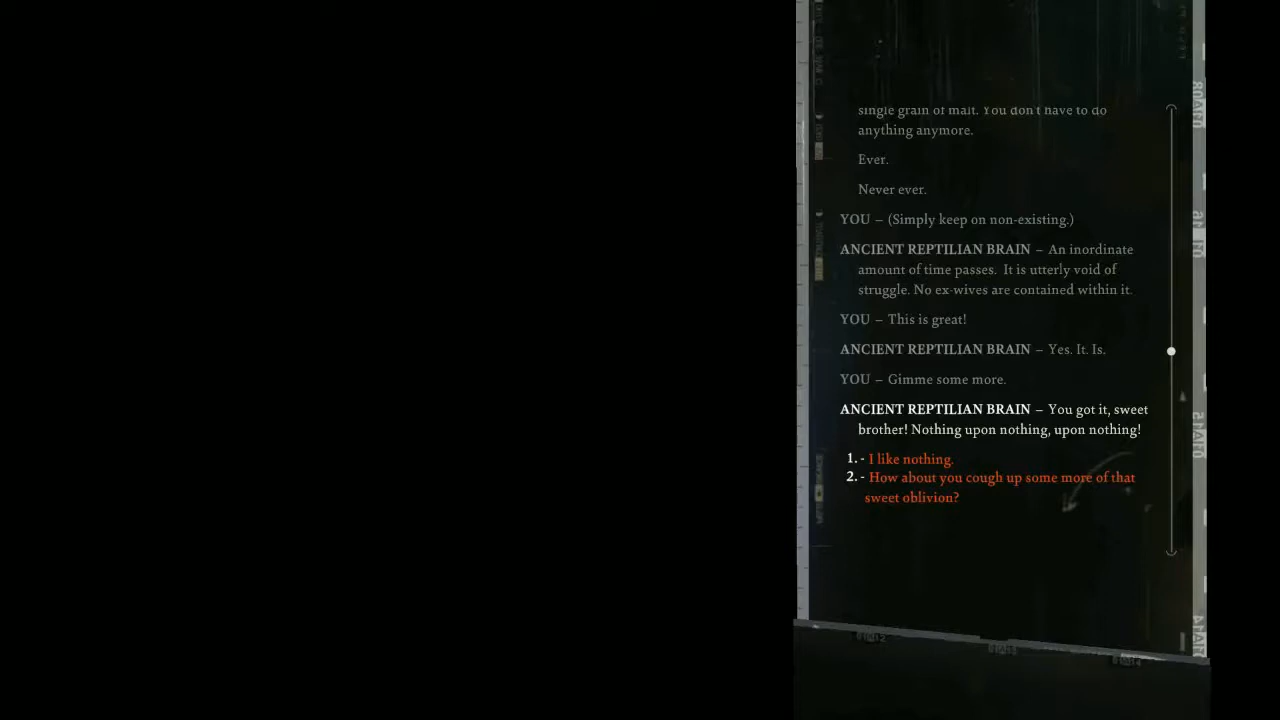 single grain of malt. You don't have to do
anything anymore.
Ever.
Never ever.
YOU – (Simply keep on non-existing.)
ANCIENT REPTILIAN BRAIN – An inordinate
amount of time passes. It is utterly void of
struggle. No ex-wives are contained within it.
YOU – This is great!
ANCIENT REPTILIAN BRAIN – Yes. It. Is.
YOU – Gimme some more.
ANCIENT REPTILIAN BRAIN – You got it, sweet
brother! Nothing upon nothing, upon nothing!
1. - I like nothing.
2. - How about you cough up some more of that
sweet oblivion?